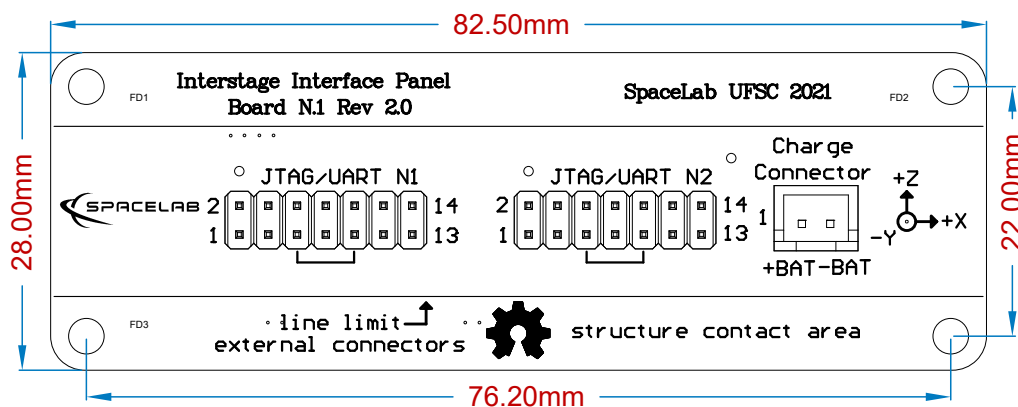 82.50mm
Interstage Interface Panel
Board N.1 Rev 2.0
SpaceLab UFSC 2021
FD1
FD2
Charge
Connector
JTAG/UART N1
JTAG/UART N2
+Z
SPACELAB
2
14
2
14
1
+X
1
13
1
13
-Y
+BAT-BAT
28.00mm
22.00mm
FD3
line limit
external connectors
structure contact area
76.20mm